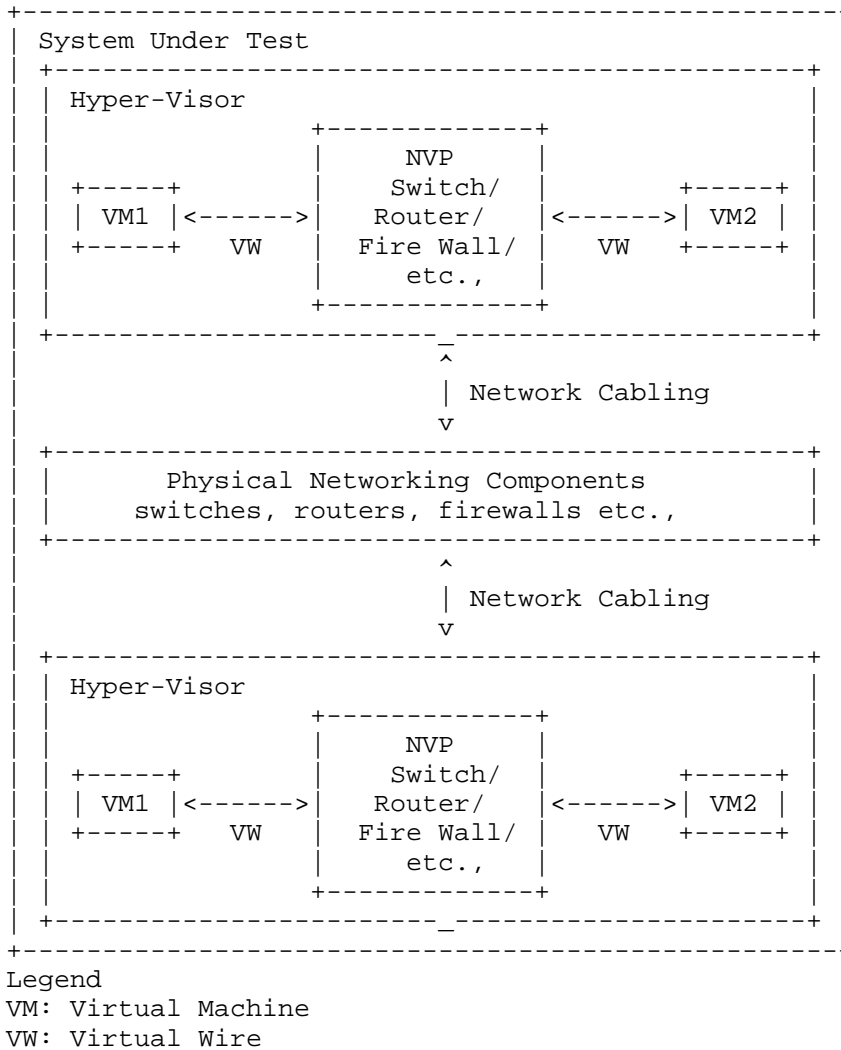 System Under Test
Hyper-Visor
NVP
Switch/
VM1 Router/ VM2
VW Fire Wall/ VW
etc.,
Network Cabling
v
Physical Networking Components
switches, routers, firewalls etc.,
Network Cabling
v
Hyper-Visor
NVP
Switch/
VM1 Router/ VM2
VW Fire Wall/ VW
etc.,
Legend
VM: Virtual Machine
VW: Virtual Wire